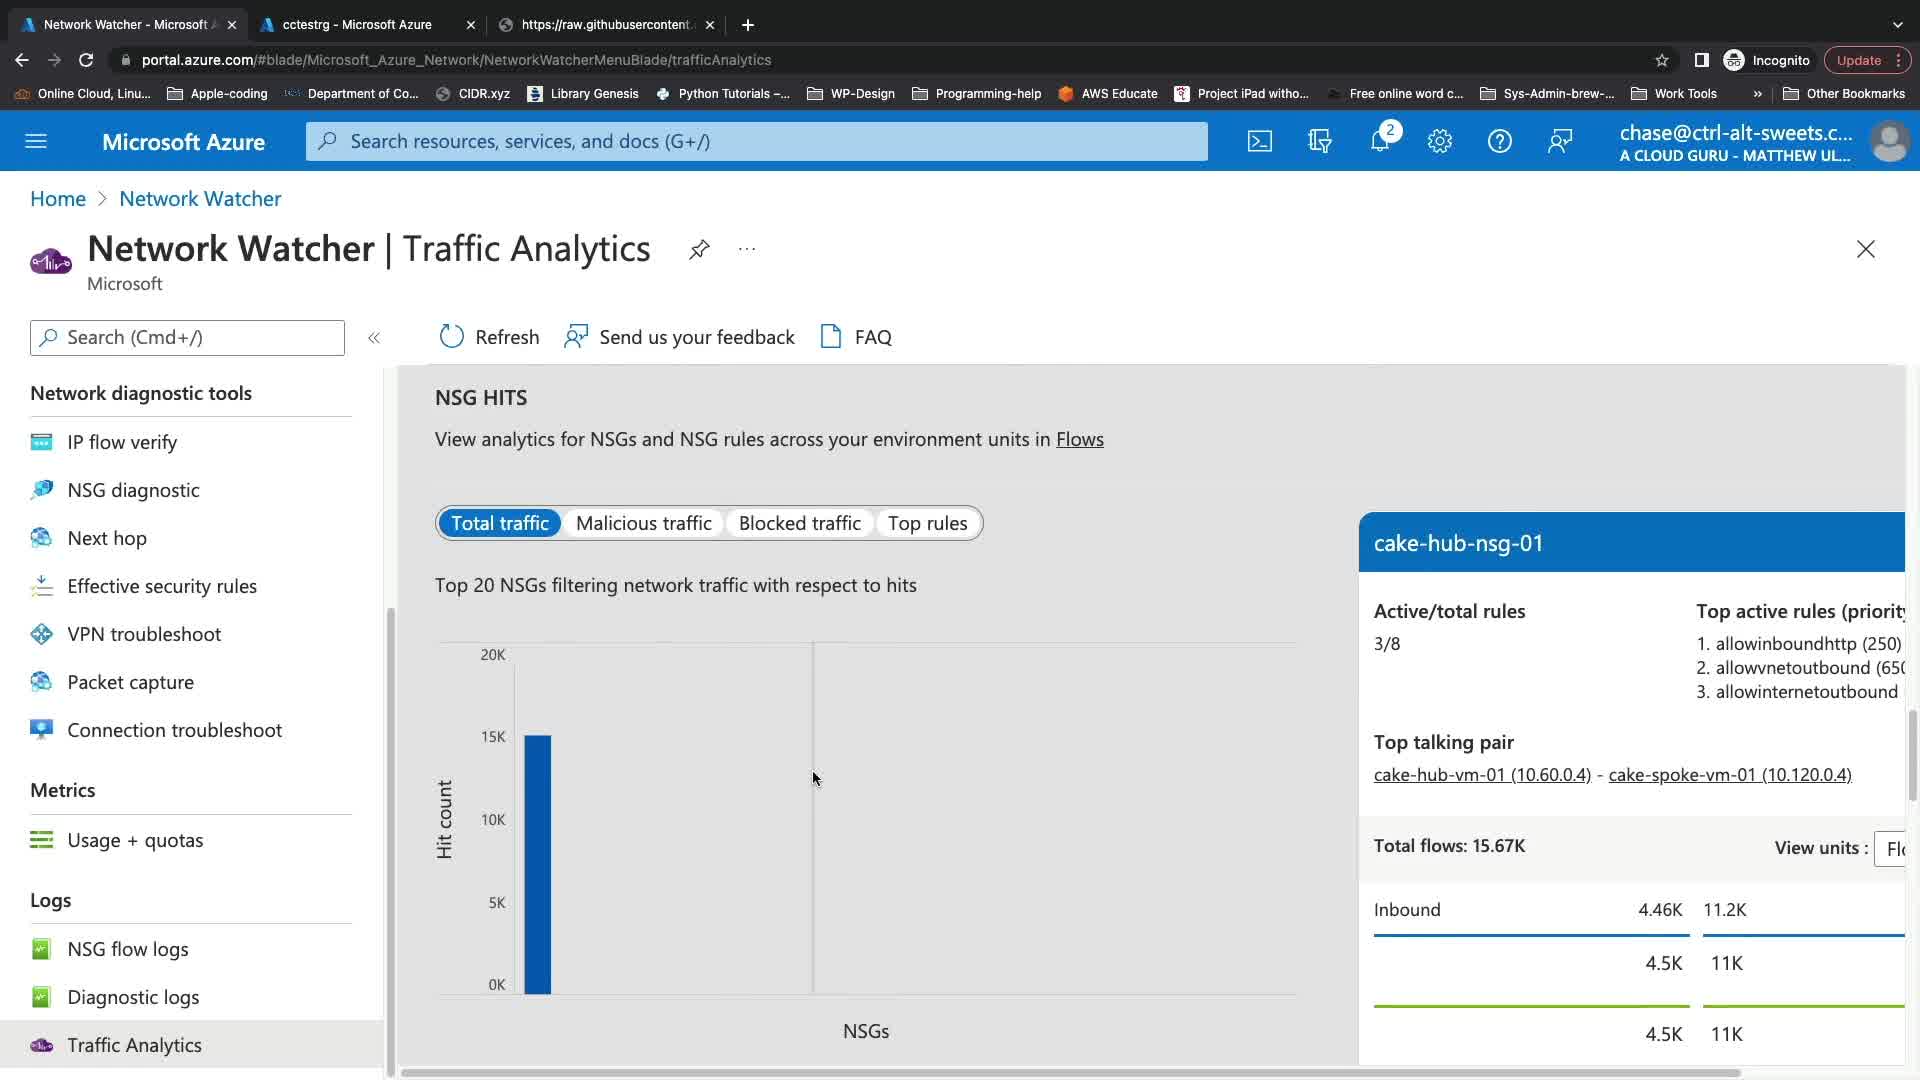 Network Watcher - Microsoft A
cctestrg - Microsoft Azure
https://raw.githubusercontent.
portal.azure.com/#blade/Microsoft_Azure_Network/NetworkWatcherMenuBlade/trafficAnalytics
Incognito
Update
Online Cloud, Linu...
Apple-coding
Department of Co...
CIDR.xyz
Library Genesis
Python Tutorials –...
WP-Design
Programming-help
AWS Educate
Project iPad witho...
Free online word c...
Sys-Admin-brew-...
Work Tools
»
Other Bookmarks
Microsoft Azure
Search resources, services, and docs (G+/)
2
chase@ctrl-alt-sweets.c...
A CLOUD GURU - MATTHEW UL...
Home > Network Watcher
Network Watcher | Traffic Analytics
...
Microsoft
Search (Cmd+/)
«
Refresh
Send us your feedback
FAQ
Network diagnostic tools
IP flow verify
NSG diagnostic
Next hop
Effective security rules
VPN troubleshoot
Packet capture
Connection troubleshoot
Metrics
Usage + quotas
Logs
NSG flow logs
Diagnostic logs
Traffic Analytics
NSG HITS
View analytics for NSGs and NSG rules across your environment units in Flows
Total traffic
Malicious traffic
Blocked traffic
Top rules
Top 20 NSGs filtering network traffic with respect to hits
20K
15K
10K
5K
0K
Hit count
NSGs
cake-hub-nsg-01
Active/total rules
3/8
Top active rules (priority
1. allowinboundhttp (250)
2. allowvnetoutbound (650
3. allowinternetoutbound
Top talking pair
cake-hub-vm-01 (10.60.0.4) - cake-spoke-vm-01 (10.120.0.4)
Total flows: 15.67K
View units :
Flo
Inbound
4.46K
11.2K
4.5K
11K
4.5K
11K